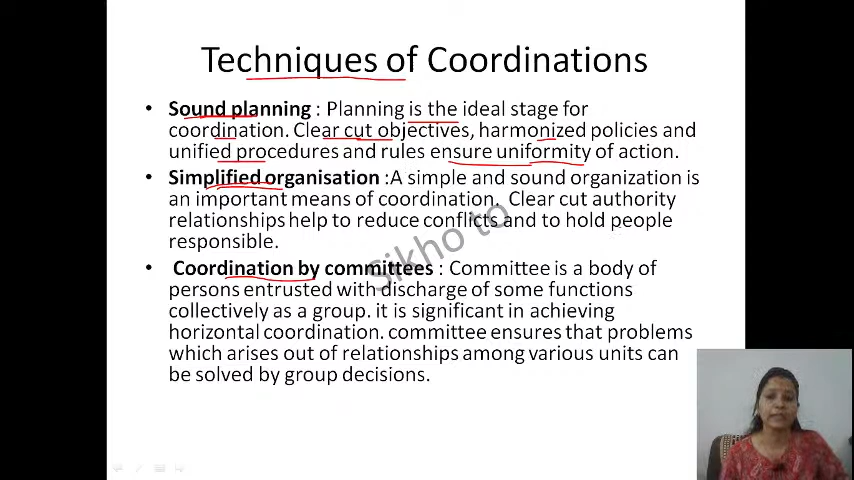 Techniques of Coordinations
• Sound planning : Planning is the ideal stage for
coordination. Clear cut objectives, harmonized policies and
unified procedures and rules ensure uniformity of action.
• Simplified organisation :A simple and sound organization is
an important means of coordination. Clear cut authority
relationships help to reduce conflicts and to hold people
responsible.
• Coordination by committees : Committee is a body of
persons entrusted with discharge of some functions
collectively as a group. it is significant in achieving
horizontal coordination. committee ensures that problems
which arises out of relationships among various units can
be solved by group decisions.
Sikho to